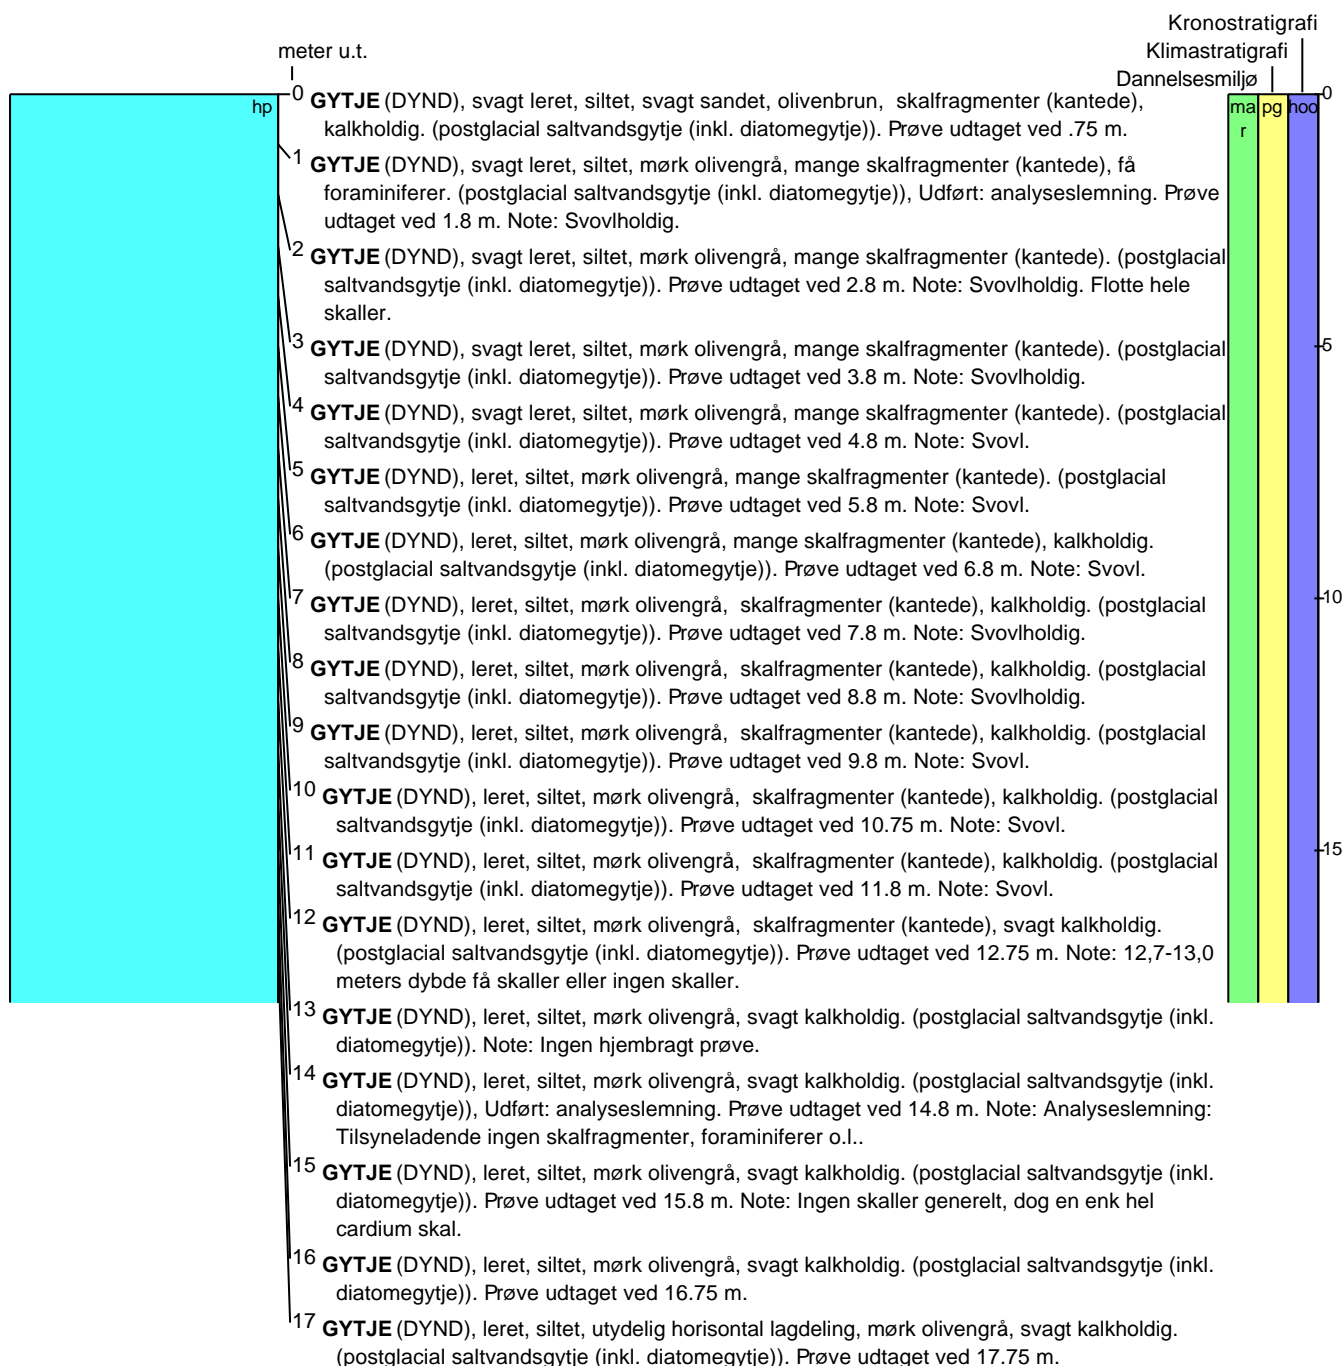 Kronostratigrafi
meter u.t.
Klimastratigrafi
Dannelsesmiljø
hp
mar
pg
hoo
0
5
10
15
0 GYTJE (DYND), svagt leret, siltet, svagt sandet, olivenbrun, skalfragmenter (kantede),
kalkholdig. (postglacial saltvandsgytje (inkl. diatomegytje)). Prøve udtaget ved .75 m.
1 GYTJE (DYND), svagt leret, siltet, mørk olivengrå, mange skalfragmenter (kantede), få
foraminiferer. (postglacial saltvandsgytje (inkl. diatomegytje)), Udført: analyseslemning. Prøve
udtaget ved 1.8 m. Note: Svovlholdig.
2 GYTJE (DYND), svagt leret, siltet, mørk olivengrå, mange skalfragmenter (kantede). (postglacial
saltvandsgytje (inkl. diatomegytje)). Prøve udtaget ved 2.8 m. Note: Svovlholdig. Flotte hele
skaller.
3 GYTJE (DYND), svagt leret, siltet, mørk olivengrå, mange skalfragmenter (kantede). (postglacial
saltvandsgytje (inkl. diatomegytje)). Prøve udtaget ved 3.8 m. Note: Svovlholdig.
4 GYTJE (DYND), svagt leret, siltet, mørk olivengrå, mange skalfragmenter (kantede). (postglacial
saltvandsgytje (inkl. diatomegytje)). Prøve udtaget ved 4.8 m. Note: Svovl.
5 GYTJE (DYND), leret, siltet, mørk olivengrå, mange skalfragmenter (kantede). (postglacial
saltvandsgytje (inkl. diatomegytje)). Prøve udtaget ved 5.8 m. Note: Svovl.
6 GYTJE (DYND), leret, siltet, mørk olivengrå, mange skalfragmenter (kantede), kalkholdig.
(postglacial saltvandsgytje (inkl. diatomegytje)). Prøve udtaget ved 6.8 m. Note: Svovl.
7 GYTJE (DYND), leret, siltet, mørk olivengrå, skalfragmenter (kantede), kalkholdig. (postglacial
saltvandsgytje (inkl. diatomegytje)). Prøve udtaget ved 7.8 m. Note: Svovlholdig.
8 GYTJE (DYND), leret, siltet, mørk olivengrå, skalfragmenter (kantede), kalkholdig. (postglacial
saltvandsgytje (inkl. diatomegytje)). Prøve udtaget ved 8.8 m. Note: Svovlholdig.
9 GYTJE (DYND), leret, siltet, mørk olivengrå, skalfragmenter (kantede), kalkholdig. (postglacial
saltvandsgytje (inkl. diatomegytje)). Prøve udtaget ved 9.8 m. Note: Svovl.
10 GYTJE (DYND), leret, siltet, mørk olivengrå, skalfragmenter (kantede), kalkholdig. (postglacial
saltvandsgytje (inkl. diatomegytje)). Prøve udtaget ved 10.75 m. Note: Svovl.
11 GYTJE (DYND), leret, siltet, mørk olivengrå, skalfragmenter (kantede), kalkholdig. (postglacial
saltvandsgytje (inkl. diatomegytje)). Prøve udtaget ved 11.8 m. Note: Svovl.
12 GYTJE (DYND), leret, siltet, mørk olivengrå, skalfragmenter (kantede), svagt kalkholdig.
(postglacial saltvandsgytje (inkl. diatomegytje)). Prøve udtaget ved 12.75 m. Note: 12,7-13,0
meters dybde få skaller eller ingen skaller.
13 GYTJE (DYND), leret, siltet, mørk olivengrå, svagt kalkholdig. (postglacial saltvandsgytje (inkl.
diatomegytje)). Note: Ingen hjembragt prøve.
14 GYTJE (DYND), leret, siltet, mørk olivengrå, svagt kalkholdig. (postglacial saltvandsgytje (inkl.
diatomegytje)), Udført: analyseslemning. Prøve udtaget ved 14.8 m. Note: Analyseslemning:
Tilsyneladende ingen skalfragmenter, foraminiferer o.l..
15 GYTJE (DYND), leret, siltet, mørk olivengrå, svagt kalkholdig. (postglacial saltvandsgytje (inkl.
diatomegytje)). Prøve udtaget ved 15.8 m. Note: Ingen skaller generelt, dog en enk hel
cardium skal.
16 GYTJE (DYND), leret, siltet, mørk olivengrå, svagt kalkholdig. (postglacial saltvandsgytje (inkl.
diatomegytje)). Prøve udtaget ved 16.75 m.
17 GYTJE (DYND), leret, siltet, utydelig horisontal lagdeling, mørk olivengrå, svagt kalkholdig.
(postglacial saltvandsgytje (inkl. diatomegytje)). Prøve udtaget ved 17.75 m.